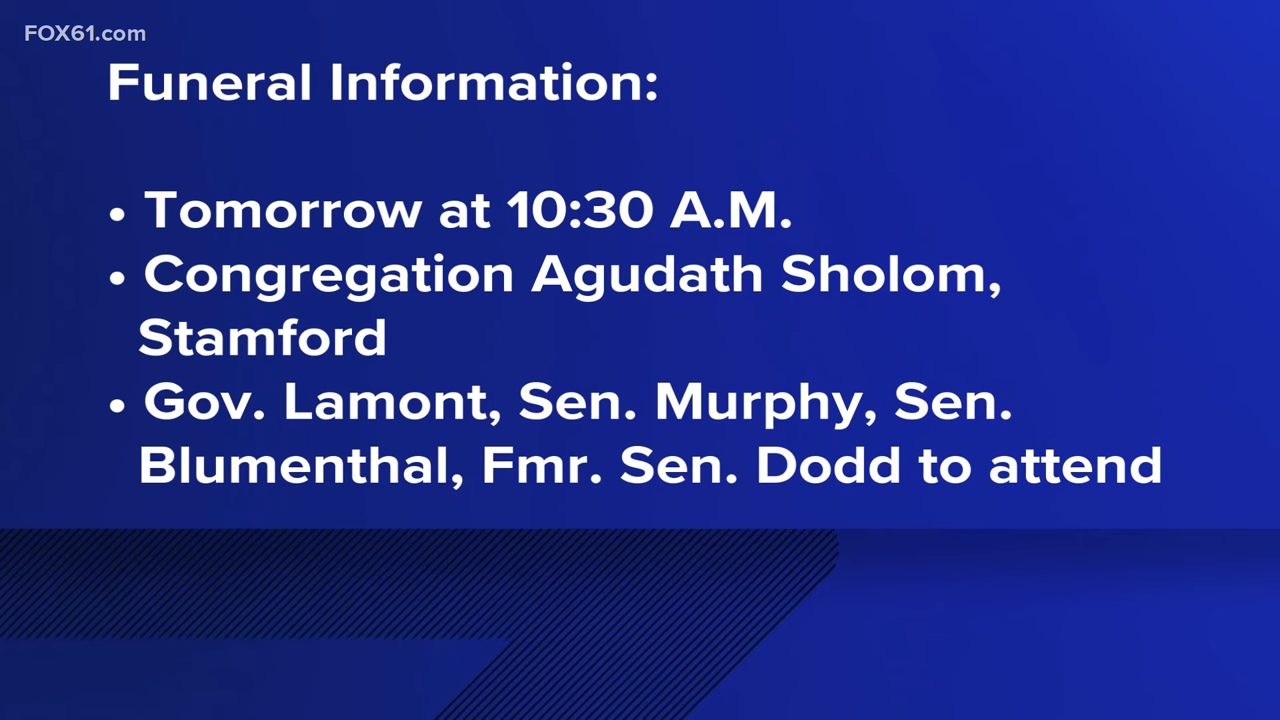 FOX61.com
Funeral Information:
• Tomorrow at 10:30 A.M.
• Congregation Agudath Sholom,
Stamford
• Gov. Lamont, Sen. Murphy, Sen.
Blumenthal, Fmr. Sen. Dodd to attend